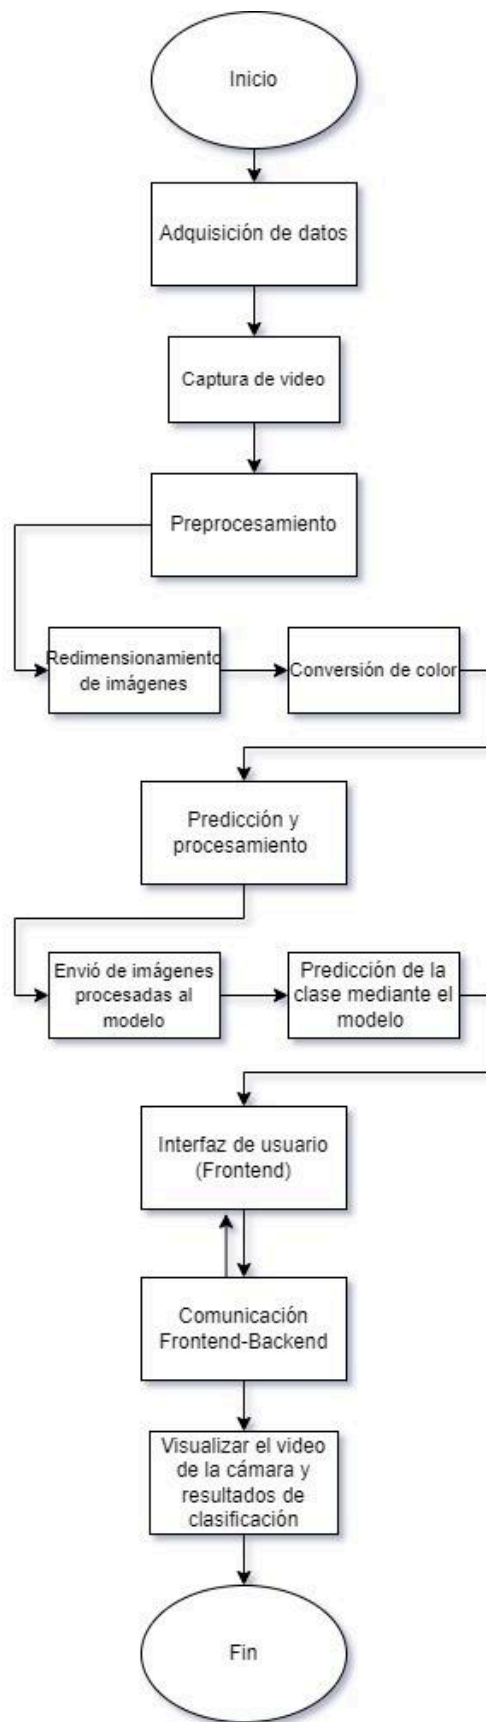 Inicio
Adquisición de datos
Captura de video
Preprocesamiento
Redimensionamiento
de imágenes
Conversión de color
Predicción y
procesamiento
Envió de imágenes
procesadas al
modelo
Predicción de la
clase mediante el
modelo
Interfaz de usuario
(Frontend)
Comunicación
Frontend-Backend
Visualizar el video
de la cámara y
resultados de
clasificación
Fin